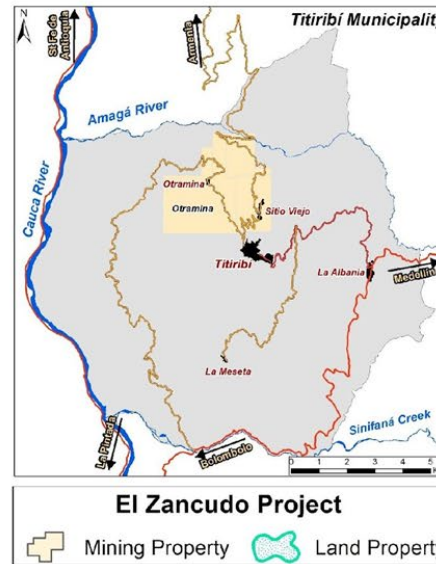 Titiribí Municipalit
N
St Fe de
Antioquia
Armenia
Amagá River
Cauca River
Otramina
Otramina
Sitio Viejo
Titiribí
La Albania
Medellín
La Meseta
Sinifaná Creek
La Pintada
Bolombolo
0 1 2 3 4 5
El Zancudo Project
Mining Property
Land Propert